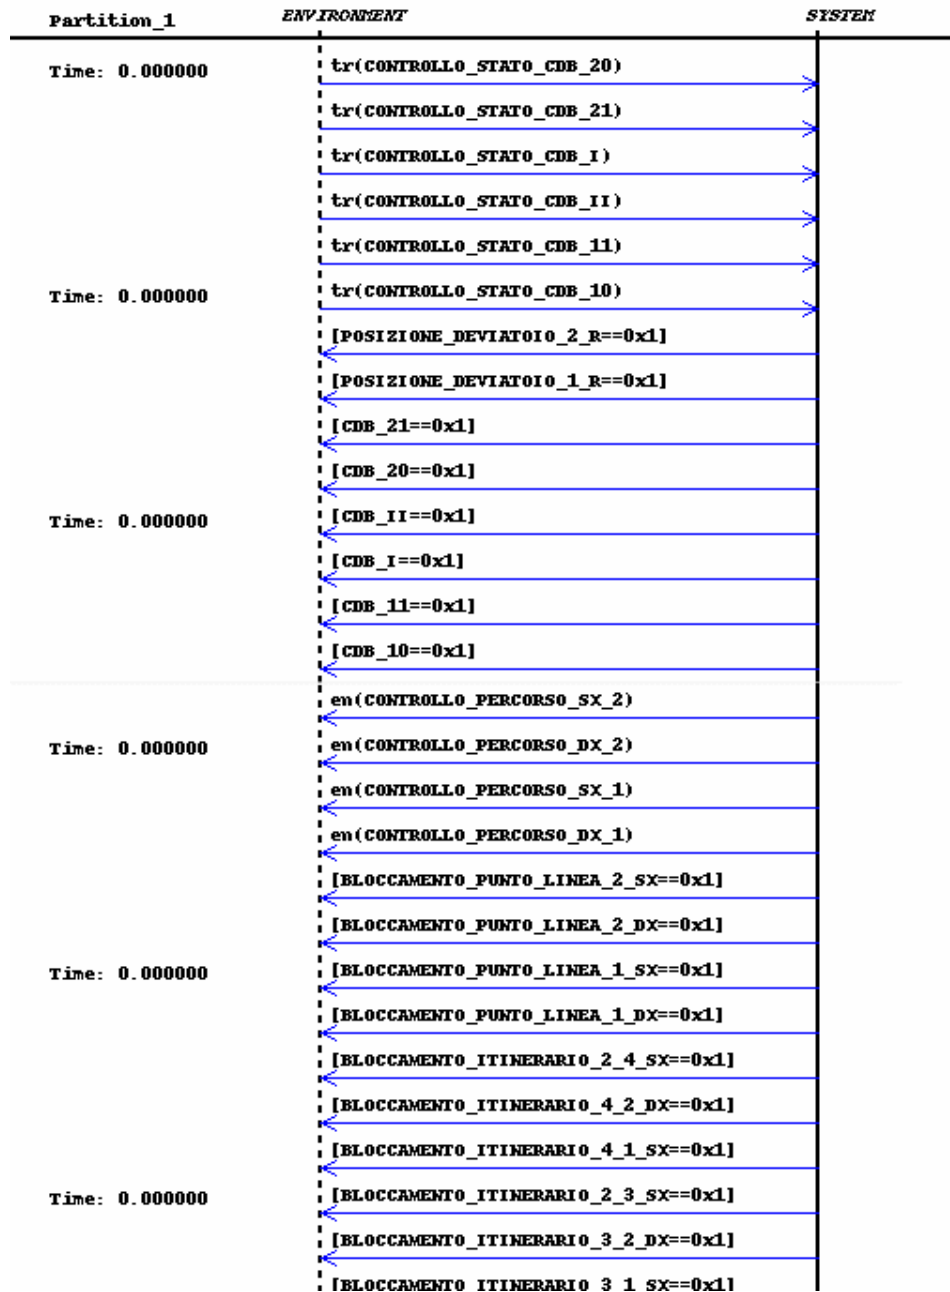 Partition_1 ENVIRONMENT SYSTEM
Time: 0.000000 tr(CONTROLLO_STATO_CDB_20)
tr(CONTROLLO_STATO_CDB_21)
tr(CONTROLLO_STATO_CDB_I)
tr(CONTROLLO_STATO_CDB_II)
tr(CONTROLLO_STATO_CDB_11)
Time: 0.000000 tr(CONTROLLO_STATO_CDB_10)
[POSIZIONE_DEVIATOIO_2_R==0x1]
[POSIZIONE_DEVIATOIO_1_R==0x1]
[CDB_21==0x1]
[CDB_20==0x1]
Time: 0.000000 [CDB_II==0x1]
[CDB_I==0x1]
[CDB_11==0x1]
[CDB_10==0x1]
en(CONTROLLO_PERCORSO_SX_2)
Time: 0.000000 en(CONTROLLO_PERCORSO_DX_2)
en(CONTROLLO_PERCORSO_SX_1)
en(CONTROLLO_PERCORSO_DX_1)
[BLOCCAMENTO_PUNTO_LINEA_2_SX==0x1]
[BLOCCAMENTO_PUNTO_LINEA_2_DX==0x1]
Time: 0.000000 [BLOCCAMENTO_PUNTO_LINEA_1_SX==0x1]
[BLOCCAMENTO_PUNTO_LINEA_1_DX==0x1]
[BLOCCAMENTO_ITINERARIO_2_4_SX==0x1]
[BLOCCAMENTO_ITINERARIO_4_2_DX==0x1]
[BLOCCAMENTO_ITINERARIO_4_1_SX==0x1]
Time: 0.000000 [BLOCCAMENTO_ITINERARIO_2_3_SX==0x1]
[BLOCCAMENTO_ITINERARIO_3_2_DX==0x1]
[BLOCCAMENTO_ITINERARIO_3_1_SX==0x1]